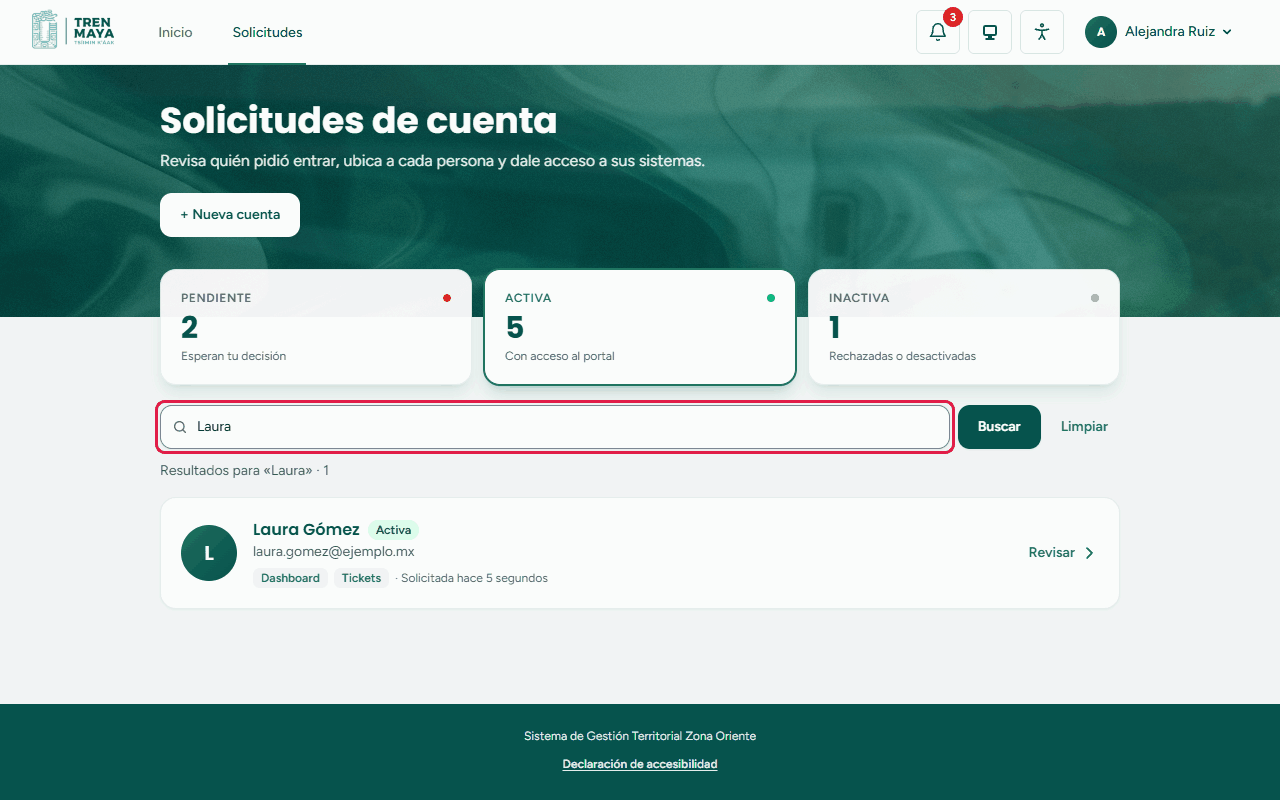 TREN
MAYA
TSÍIMIN K'ÁAK
Inicio
Solicitudes
3
A
Alejandra Ruiz
Solicitudes de cuenta
Revisa quién pidió entrar, ubica a cada persona y dale acceso a sus sistemas.
+ Nueva cuenta
PENDIENTE
2
Esperan tu decisión
ACTIVA
5
Con acceso al portal
INACTIVA
1
Rechazadas o desactivadas
Laura
Buscar
Limpiar
Resultados para «Laura» · 1
L
Laura Gómez
Activa
laura.gomez@ejemplo.mx
Dashboard
Tickets
· Solicitada hace 5 segundos
Revisar
Sistema de Gestión Territorial Zona Oriente
Declaración de accesibilidad